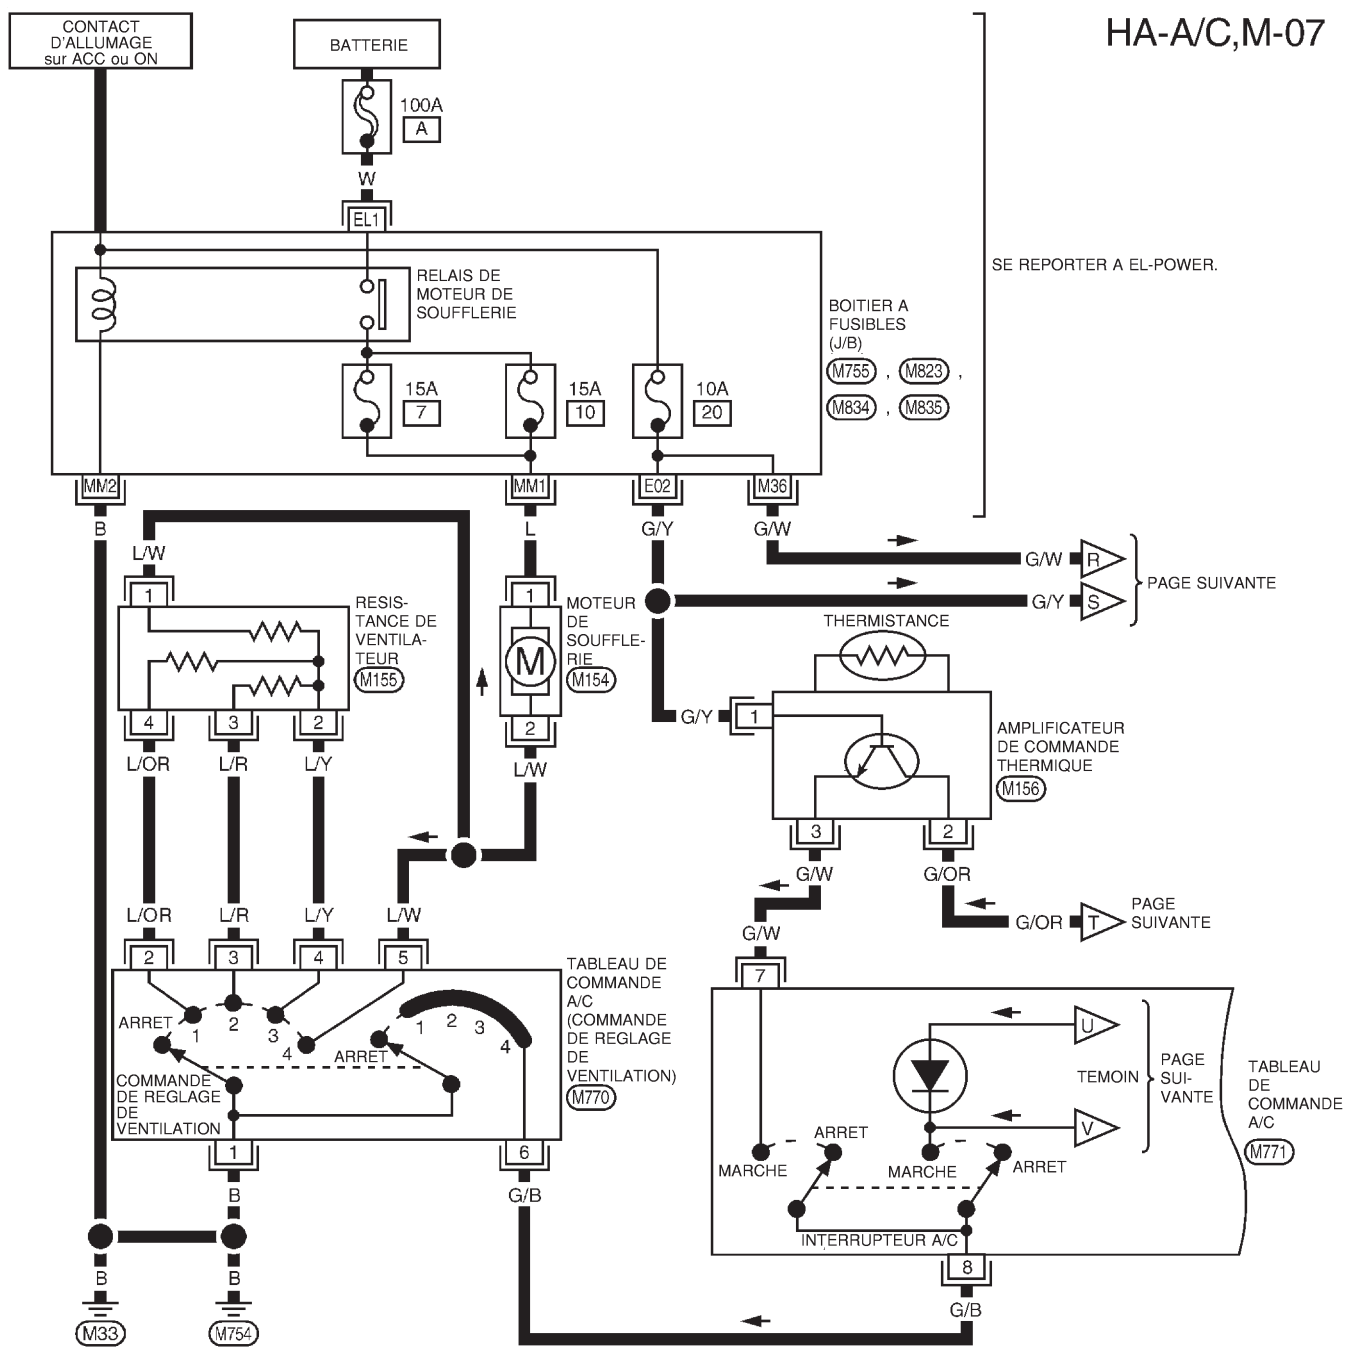 HA-A/C,M-07
CONTACT
D'ALLUMAGE
sur ACC ou ON
BATTERIE
100A
A
W
EL1
SE REPORTER A EL-POWER.
RELAIS DE
MOTEUR DE
SOUFFLERIE
BOITIER A
FUSIBLES
(J/B)
M755 , M823 ,
M834 , M835
15A
7
15A
10
10A
20
MM2
MM1
E02
M36
B
L
G/Y
G/W
L/W
G/W
R
G/Y
S
PAGE SUIVANTE
1
RESIS-
TANCE DE
VENTILA-
TEUR
M155
1
MOTEUR
DE
SOUFFLE-
RIE
M154
M
2
L/W
THERMISTANCE
G/Y
1
AMPLIFICATEUR
DE COMMANDE
THERMIQUE
M156
4
3
2
L/OR
L/R
L/Y
3
2
G/W
G/OR
G/OR
T
PAGE
SUIVANTE
L/OR
L/R
L/Y
L/W
G/W
2
3
4
5
7
TABLEAU DE
COMMANDE
A/C
(COMMANDE
DE REGLAGE
DE
VENTILATION)
M770
ARRET
1
2
3
4
ARRET
1
2
3
4
COMMANDE
DE REGLAGE
DE
VENTILATION
1
6
B
G/B
U
TEMOIN
V
PAGE
SUI-
VANTE
TABLEAU
DE
COMMANDE
A/C
M771
MARCHE
ARRET
MARCHE
ARRET
INTERRUPTEUR A/C
8
G/B
B
B
M33
M754